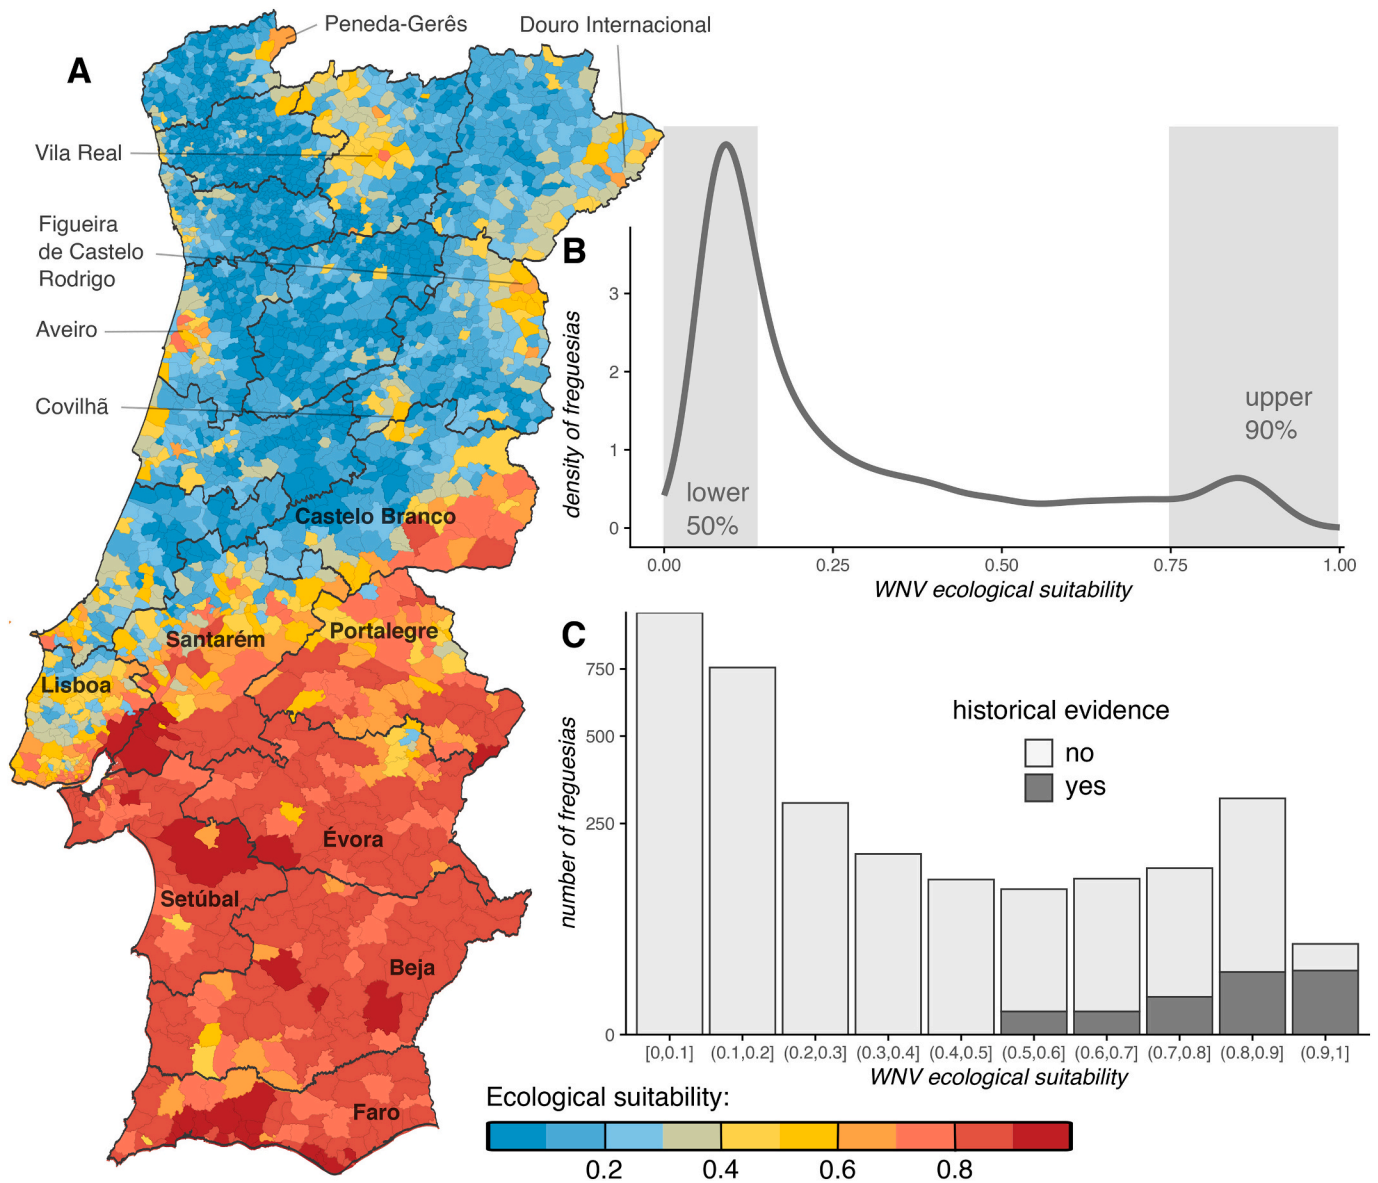 A
Peneda-Gerês
Douro Internacional
Vila Real
Figueira
de Castelo
Rodrigo
Aveiro
Covilhã
Castelo Branco
Santarém
Portalegre
Lisboa
Évora
Setúbal
Beja
Faro
B
density of freguesias
3
2
1
0
lower
50%
upper
90%
0.00 0.25 0.50 0.75 1.00
WNV ecological suitability
C
number of freguesias
750
500
250
0
historical evidence
no
yes
[0,0.1] (0.1,0.2] (0.2,0.3] (0.3,0.4] (0.4,0.5] (0.5,0.6] (0.6,0.7] (0.7,0.8] (0.8,0.9] (0.9,1]
WNV ecological suitability
Ecological suitability:
0.2 0.4 0.6 0.8